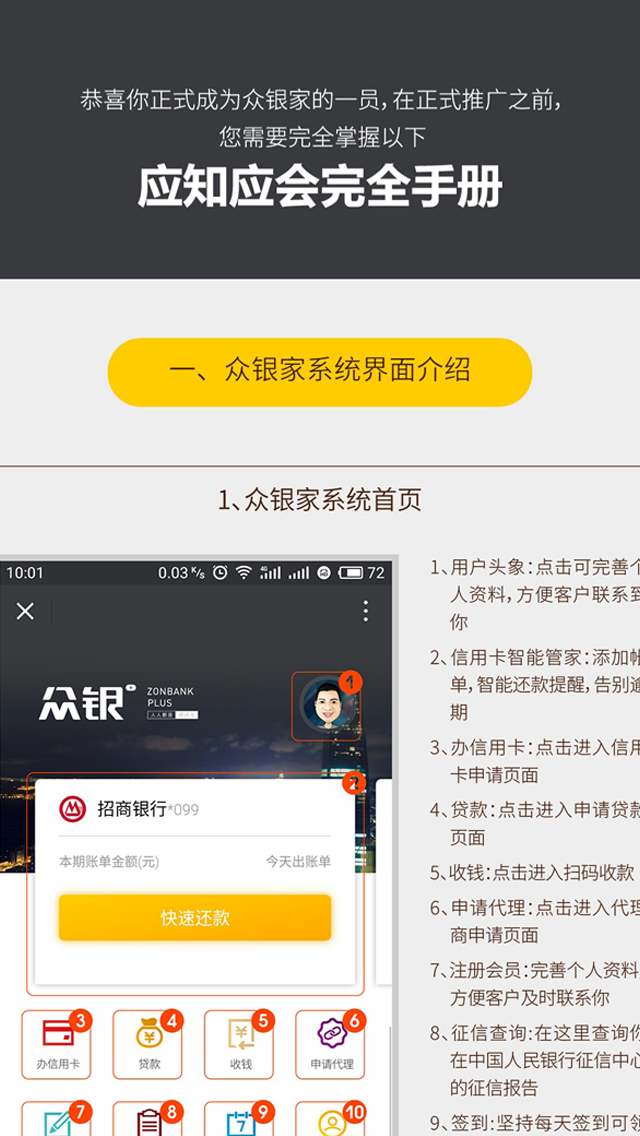 恭喜你正式成为众银家的一员，在正式推广之前，
您需要完全掌握以下
应知应会完全手册
一、众银家系统界面介绍
1、众银家系统首页
10:01
0.03 K/s
4G
72
众银
ZONBANK
PLUS
1
2
招商银行*099
本期账单金额(元)
今天出账单
快速还款
3
办信用卡
4
贷款
5
收钱
6
申请代理
7
8
9
10
1、用户头象：点击可完善个
人资料，方便客户联系到
你
2、信用卡智能管家：添加帐
单，智能还款提醒，告别逾
期
3、办信用卡：点击进入信用
卡申请页面
4、贷款：点击进入申请贷款
页面
5、收钱：点击进入扫码收款
6、申请代理：点击进入代理
商申请页面
7、注册会员：完善个人资料
方便客户及时联系你
8、征信查询：在这里查询你
在中国人民银行征信中心
的征信报告
9、签到：坚持每天签到可领